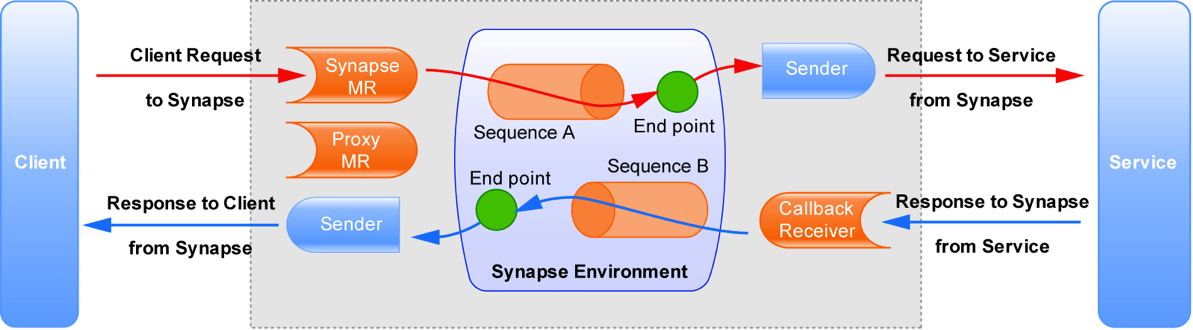 Client
Client Request
to Synapse
Synapse
MR
Proxy
MR
Response to Client
from Synapse
Sender
Sequence A
End point
Sequence B
End point
Synapse Environment
Sender
Request to Service
from Synapse
Callback
Receiver
Response to Synapse
from Service
Service